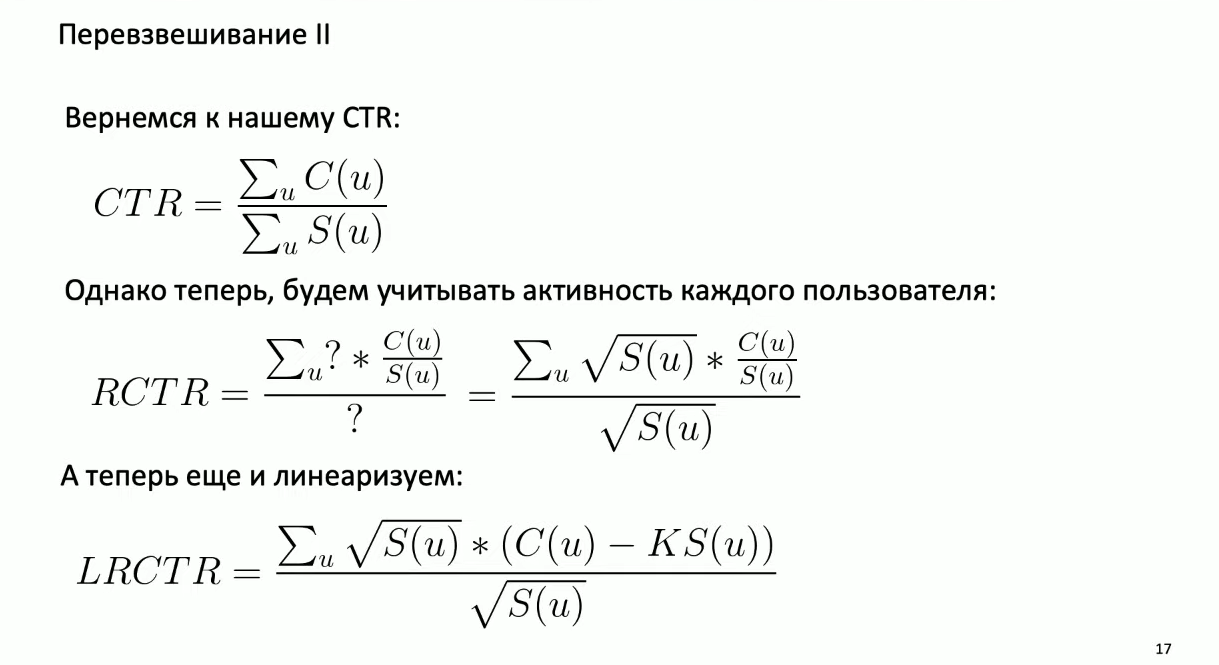 Перевзвешивание II
Вернемся к нашему CTR:
CTR = \frac{\sum_u C(u)}{\sum_u S(u)}
Однако теперь, будем учитывать активность каждого пользователя:
RCTR = \frac{\sum_u ? * \frac{C(u)}{S(u)}}{?} = \frac{\sum_u \sqrt{S(u)} * \frac{C(u)}{S(u)}}{\sqrt{S(u)}}
А теперь еще и линеаризуем:
LRCTR = \frac{\sum_u \sqrt{S(u)} * (C(u) - KS(u))}{\sqrt{S(u)}}
17